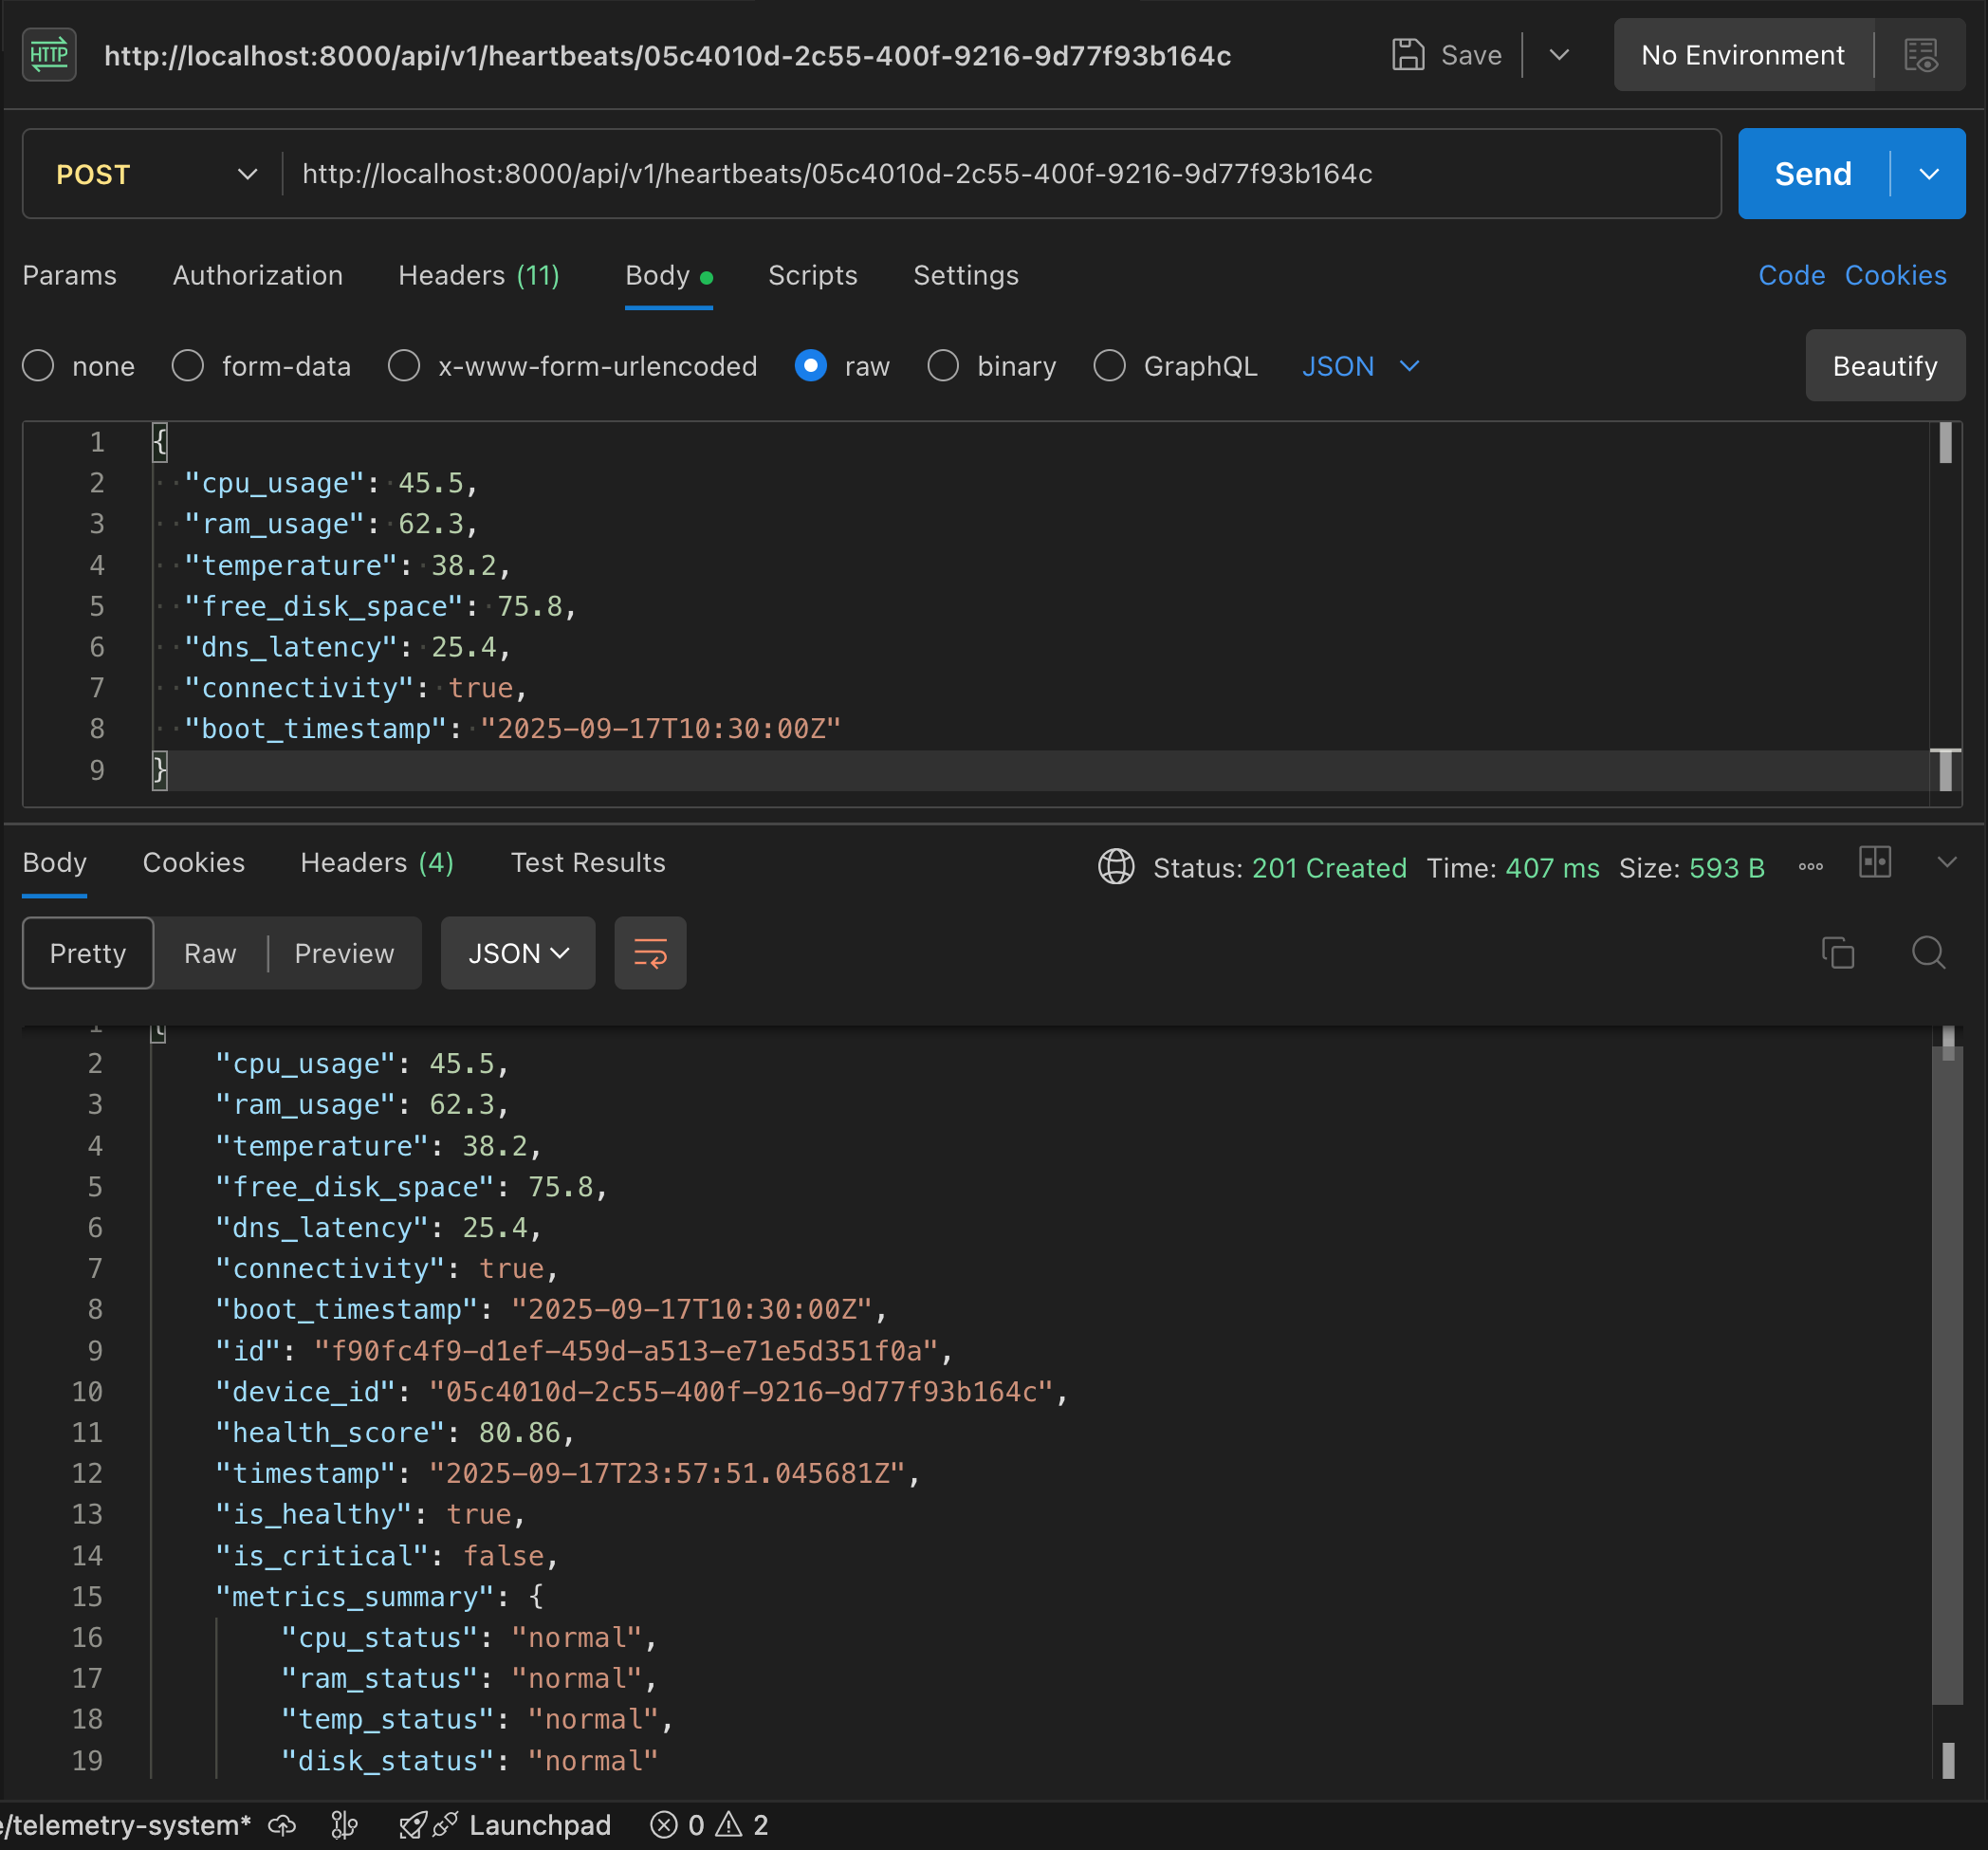 HTTP http://localhost:8000/api/v1/heartbeats/05c4010d-2c55-400f-9216-9d77f93b164c Save No Environment
POST http://localhost:8000/api/v1/heartbeats/05c4010d-2c55-400f-9216-9d77f93b164c Send
Params Authorization Headers (11) Body Scripts Settings Code Cookies
none form-data x-www-form-urlencoded raw binary GraphQL JSON Beautify
1 {
2 "cpu_usage": 45.5,
3 "ram_usage": 62.3,
4 "temperature": 38.2,
5 "free_disk_space": 75.8,
6 "dns_latency": 25.4,
7 "connectivity": true,
8 "boot_timestamp": "2025-09-17T10:30:00Z"
9 }
Body Cookies Headers (4) Test Results Status: 201 Created Time: 407 ms Size: 593 B
Pretty Raw Preview JSON
1 {
2 "cpu_usage": 45.5,
3 "ram_usage": 62.3,
4 "temperature": 38.2,
5 "free_disk_space": 75.8,
6 "dns_latency": 25.4,
7 "connectivity": true,
8 "boot_timestamp": "2025-09-17T10:30:00Z",
9 "id": "f90fc4f9-d1ef-459d-a513-e71e5d351f0a",
10 "device_id": "05c4010d-2c55-400f-9216-9d77f93b164c",
11 "health_score": 80.86,
12 "timestamp": "2025-09-17T23:57:51.045681Z",
13 "is_healthy": true,
14 "is_critical": false,
15 "metrics_summary": {
16 "cpu_status": "normal",
17 "ram_status": "normal",
18 "temp_status": "normal",
19 "disk_status": "normal"
e/telemetry-system* Launchpad 0 2